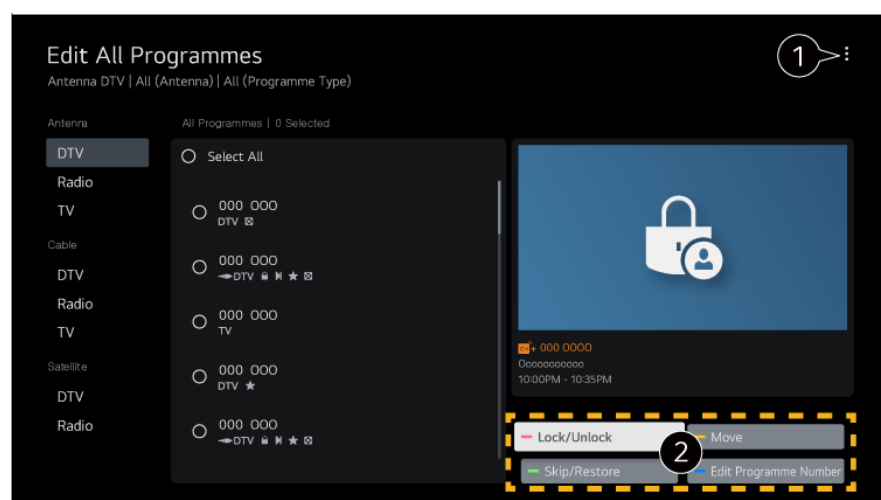 Edit All Programmes
Antenna DTV | All (Antenna) | All (Programme Type)
1
Antenna
DTV
Radio
TV
Cable
DTV
Radio
TV
Satellite
DTV
Radio
All Programmes | 0 Selected
Select All
000 000
DTV
000 000
DTV
000 000
TV
000 000
DTV
000 000
DTV
+ 000 0000
Ooooooooooo
10:00PM - 10:35PM
Lock/Unlock
Move
2
Skip/Restore
Edit Programme Number